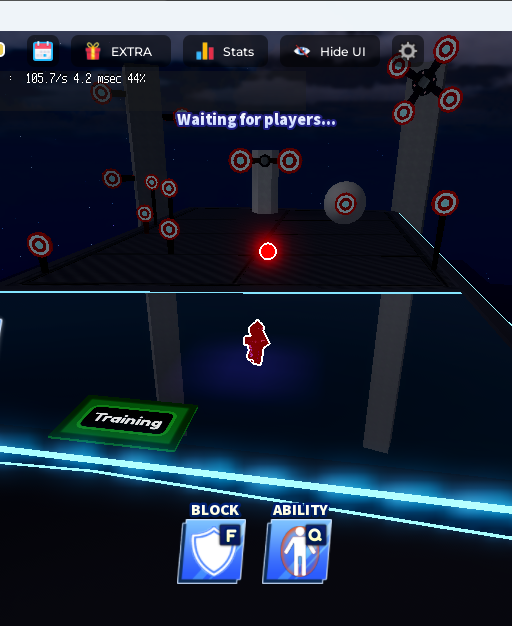 EXTRA
Stats
Hide UI
: 105.7/s 4.2 msec 44%
Waiting for players...
Training
BLOCK
ABILITY
F
Q